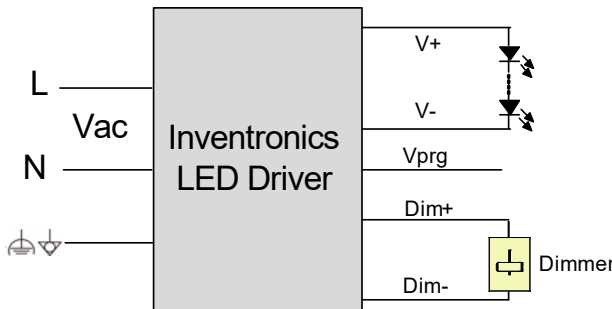 L
Vac
N
Inventronics
LED Driver
V+
V-
Vprg
Dim+
Dim-
Dimmer